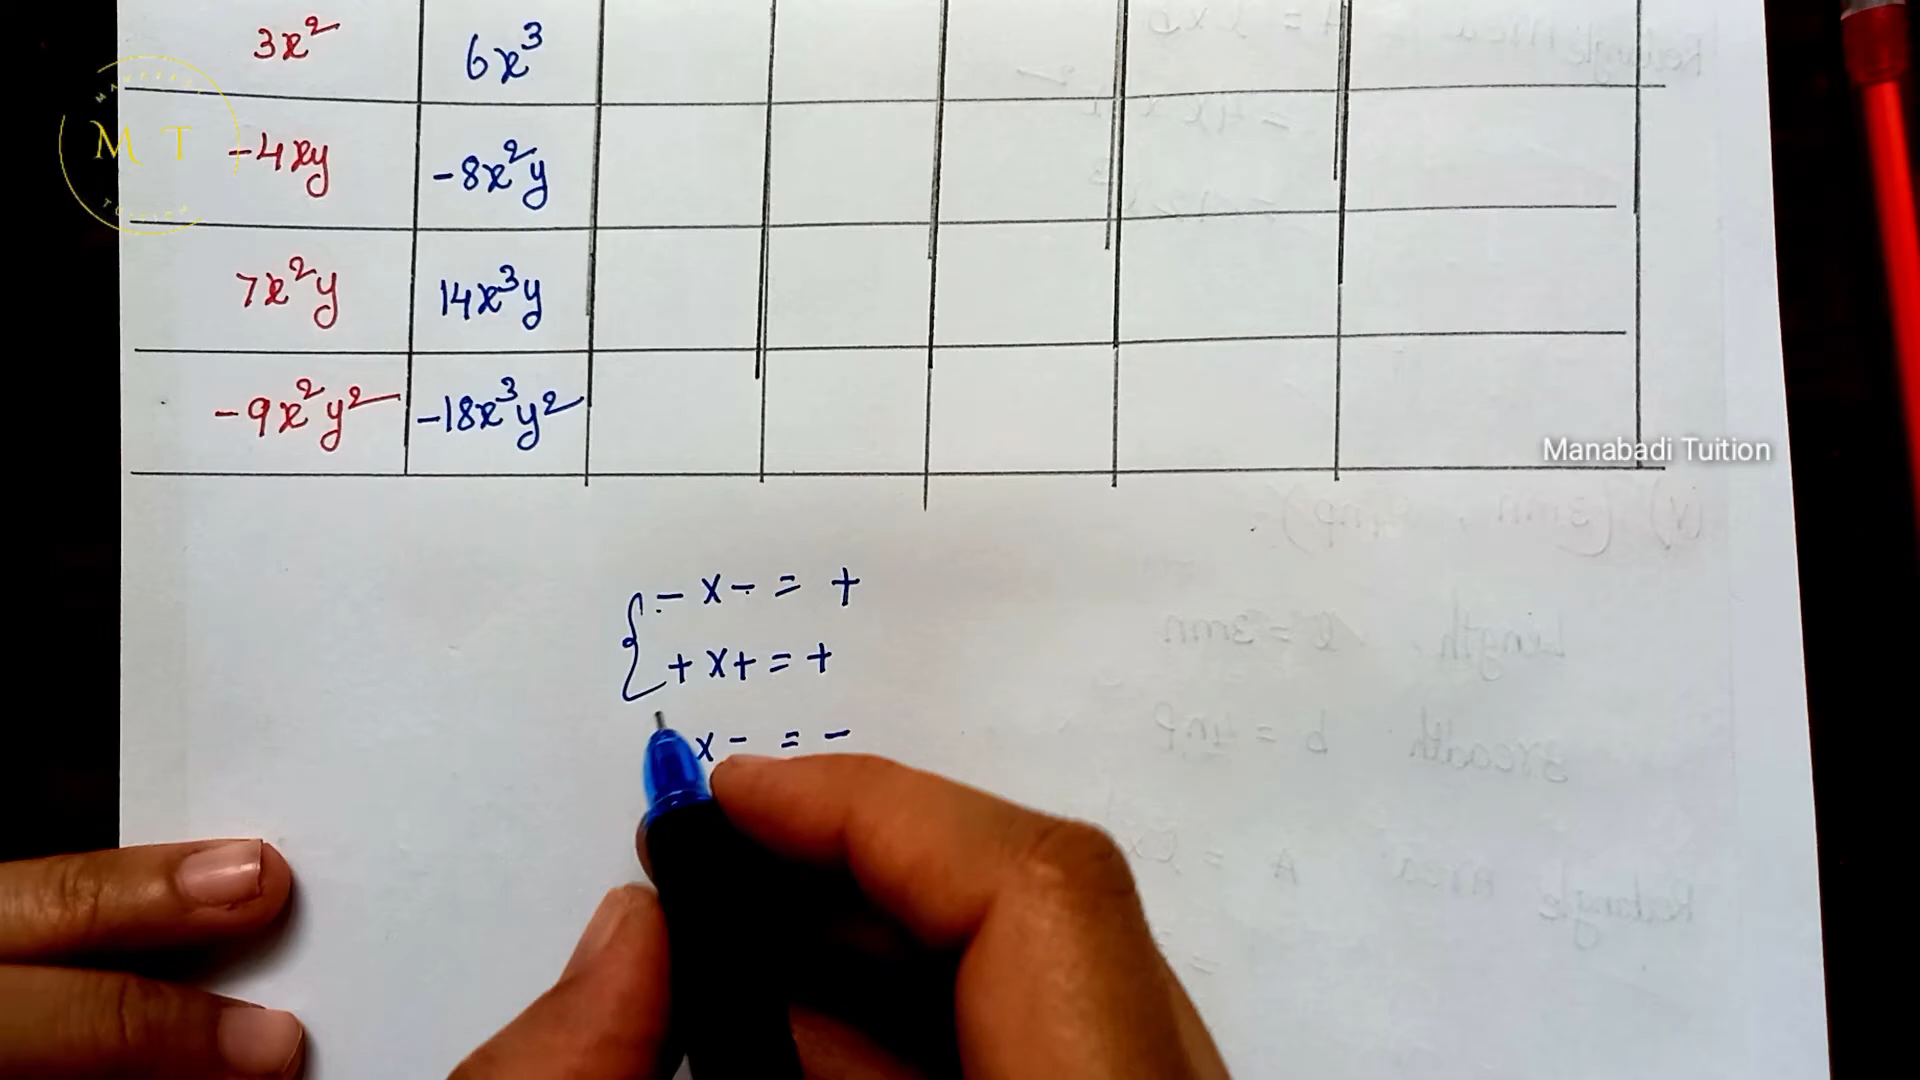 3x² 6x³
-4xy -8x²y
M T
7x²y 14x³y
-9x²y² -18x³y²
Manabadi Tuition
- x - = +
+ x + = +
x - = -